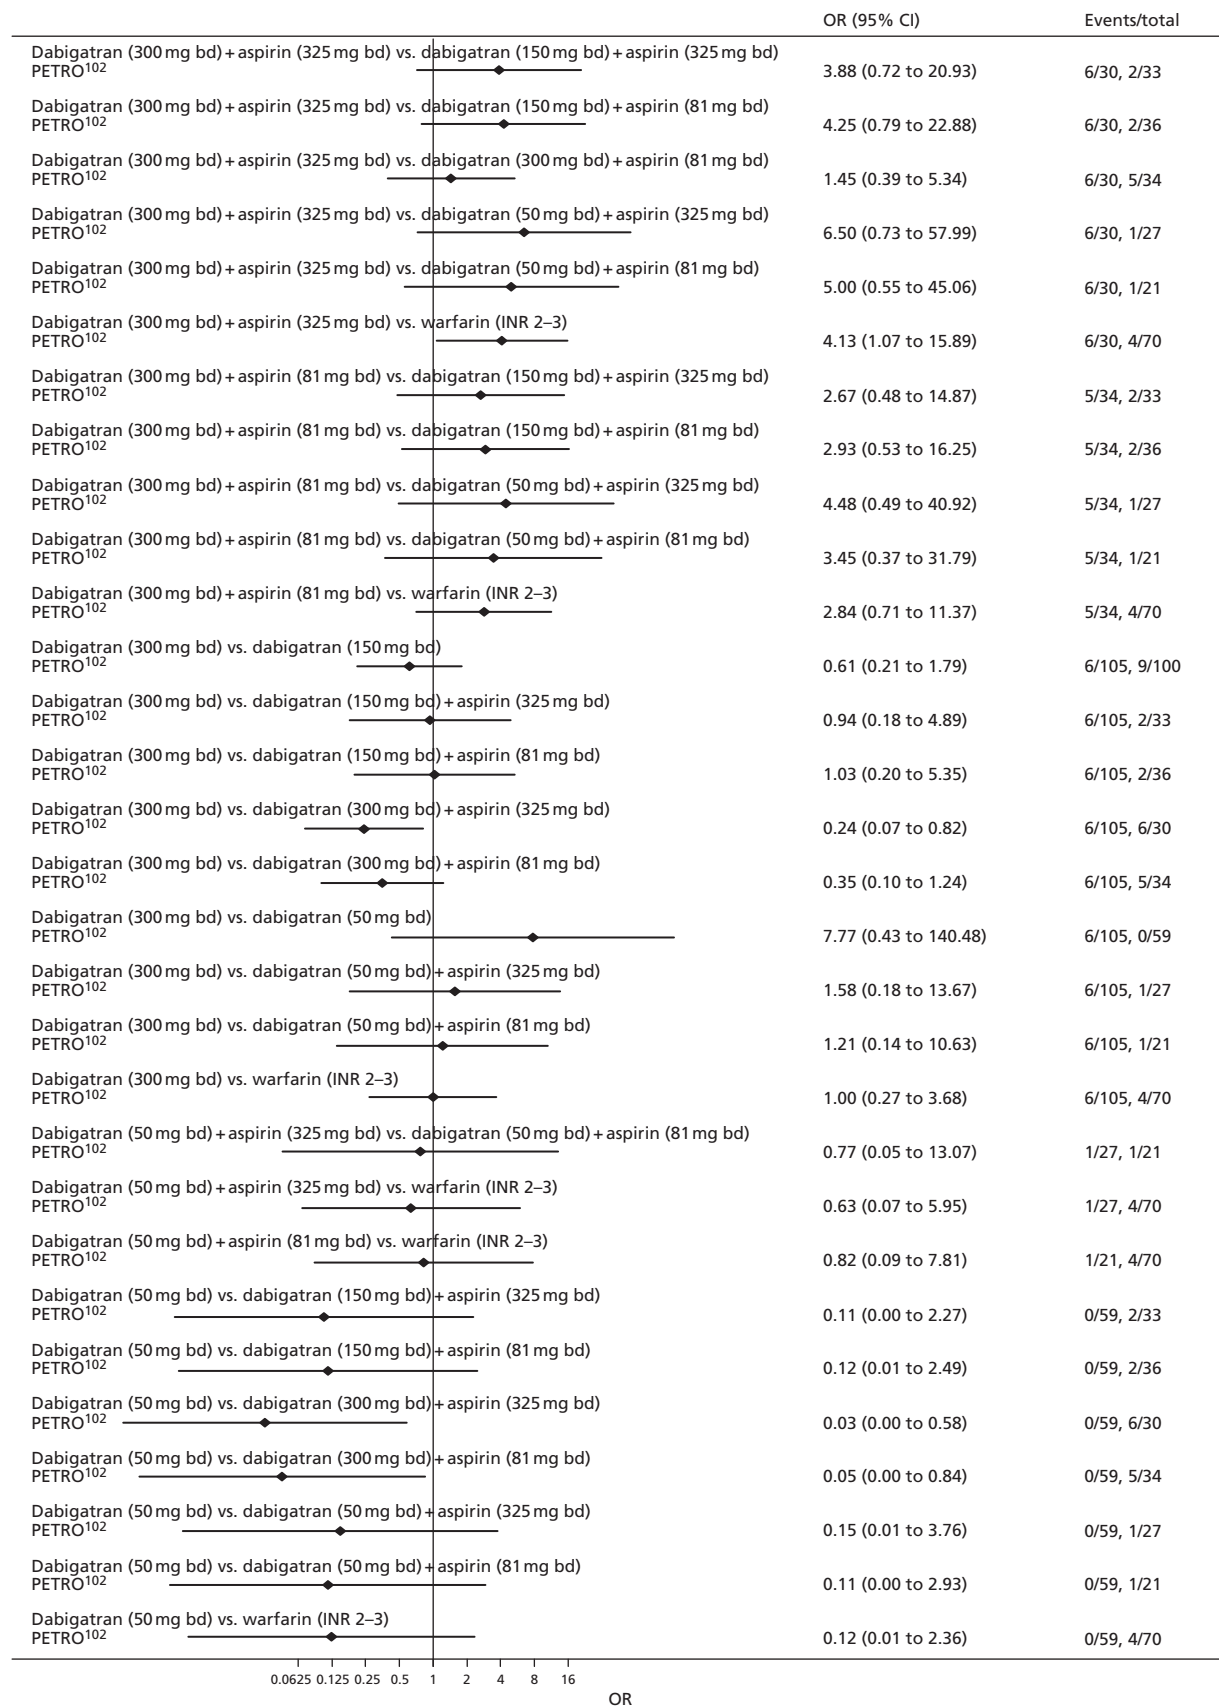 OR (95% CI) Events/total
Dabigatran (300 mg bd) + aspirin (325 mg bd) vs. dabigatran (150 mg bd) + aspirin (325 mg bd)
PETRO102 3.88 (0.72 to 20.93) 6/30, 2/33
Dabigatran (300 mg bd) + aspirin (325 mg bd) vs. dabigatran (150 mg bd) + aspirin (81 mg bd)
PETRO102 4.25 (0.79 to 22.88) 6/30, 2/36
Dabigatran (300 mg bd) + aspirin (325 mg bd) vs. dabigatran (300 mg bd) + aspirin (81 mg bd)
PETRO102 1.45 (0.39 to 5.34) 6/30, 5/34
Dabigatran (300 mg bd) + aspirin (325 mg bd) vs. dabigatran (50 mg bd) + aspirin (325 mg bd)
PETRO102 6.50 (0.73 to 57.99) 6/30, 1/27
Dabigatran (300 mg bd) + aspirin (325 mg bd) vs. dabigatran (50 mg bd) + aspirin (81 mg bd)
PETRO102 5.00 (0.55 to 45.06) 6/30, 1/21
Dabigatran (300 mg bd) + aspirin (325 mg bd) vs. warfarin (INR 2–3)
PETRO102 4.13 (1.07 to 15.89) 6/30, 4/70
Dabigatran (300 mg bd) + aspirin (81 mg bd) vs. dabigatran (150 mg bd) + aspirin (325 mg bd)
PETRO102 2.67 (0.48 to 14.87) 5/34, 2/33
Dabigatran (300 mg bd) + aspirin (81 mg bd) vs. dabigatran (150 mg bd) + aspirin (81 mg bd)
PETRO102 2.93 (0.53 to 16.25) 5/34, 2/36
Dabigatran (300 mg bd) + aspirin (81 mg bd) vs. dabigatran (50 mg bd) + aspirin (325 mg bd)
PETRO102 4.48 (0.49 to 40.92) 5/34, 1/27
Dabigatran (300 mg bd) + aspirin (81 mg bd) vs. dabigatran (50 mg bd) + aspirin (81 mg bd)
PETRO102 3.45 (0.37 to 31.79) 5/34, 1/21
Dabigatran (300 mg bd) + aspirin (81 mg bd) vs. warfarin (INR 2–3)
PETRO102 2.84 (0.71 to 11.37) 5/34, 4/70
Dabigatran (300 mg bd) vs. dabigatran (150 mg bd)
PETRO102 0.61 (0.21 to 1.79) 6/105, 9/100
Dabigatran (300 mg bd) vs. dabigatran (150 mg bd) + aspirin (325 mg bd)
PETRO102 0.94 (0.18 to 4.89) 6/105, 2/33
Dabigatran (300 mg bd) vs. dabigatran (150 mg bd) + aspirin (81 mg bd)
PETRO102 1.03 (0.20 to 5.35) 6/105, 2/36
Dabigatran (300 mg bd) vs. dabigatran (300 mg bd) + aspirin (325 mg bd)
PETRO102 0.24 (0.07 to 0.82) 6/105, 6/30
Dabigatran (300 mg bd) vs. dabigatran (300 mg bd) + aspirin (81 mg bd)
PETRO102 0.35 (0.10 to 1.24) 6/105, 5/34
Dabigatran (300 mg bd) vs. dabigatran (50 mg bd)
PETRO102 7.77 (0.43 to 140.48) 6/105, 0/59
Dabigatran (300 mg bd) vs. dabigatran (50 mg bd) + aspirin (325 mg bd)
PETRO102 1.58 (0.18 to 13.67) 6/105, 1/27
Dabigatran (300 mg bd) vs. dabigatran (50 mg bd) + aspirin (81 mg bd)
PETRO102 1.21 (0.14 to 10.63) 6/105, 1/21
Dabigatran (300 mg bd) vs. warfarin (INR 2–3)
PETRO102 1.00 (0.27 to 3.68) 6/105, 4/70
Dabigatran (50 mg bd) + aspirin (325 mg bd) vs. dabigatran (50 mg bd) + aspirin (81 mg bd)
PETRO102 0.77 (0.05 to 13.07) 1/27, 1/21
Dabigatran (50 mg bd) + aspirin (325 mg bd) vs. warfarin (INR 2–3)
PETRO102 0.63 (0.07 to 5.95) 1/27, 4/70
Dabigatran (50 mg bd) + aspirin (81 mg bd) vs. warfarin (INR 2–3)
PETRO102 0.82 (0.09 to 7.81) 1/21, 4/70
Dabigatran (50 mg bd) vs. dabigatran (150 mg bd) + aspirin (325 mg bd)
PETRO102 0.11 (0.00 to 2.27) 0/59, 2/33
Dabigatran (50 mg bd) vs. dabigatran (150 mg bd) + aspirin (81 mg bd)
PETRO102 0.12 (0.01 to 2.49) 0/59, 2/36
Dabigatran (50 mg bd) vs. dabigatran (300 mg bd) + aspirin (325 mg bd)
PETRO102 0.03 (0.00 to 0.58) 0/59, 6/30
Dabigatran (50 mg bd) vs. dabigatran (300 mg bd) + aspirin (81 mg bd)
PETRO102 0.05 (0.00 to 0.84) 0/59, 5/34
Dabigatran (50 mg bd) vs. dabigatran (50 mg bd) + aspirin (325 mg bd)
PETRO102 0.15 (0.01 to 3.76) 0/59, 1/27
Dabigatran (50 mg bd) vs. dabigatran (50 mg bd) + aspirin (81 mg bd)
PETRO102 0.11 (0.00 to 2.93) 0/59, 1/21
Dabigatran (50 mg bd) vs. warfarin (INR 2–3)
PETRO102 0.12 (0.01 to 2.36) 0/59, 4/70
0.0625 0.125 0.25 0.5 1 2 4 8 16
OR